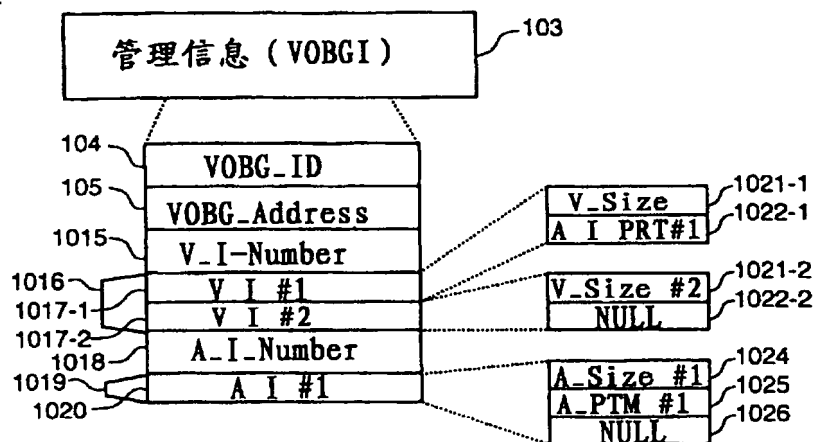 管理信息（VOBGI）
103
104
VOBG_ID
105
VOBG_Address
1015
V_I-Number
1016
V I #1
1017-1
V I #2
1017-2
A_I_Number
1018
1019
A I #1
1020
V_Size
1021-1
A I PRT#1
1022-1
V_Size #2
1021-2
NULL
1022-2
A_Size #1
1024
A_PTM #1
1025
NULL
1026